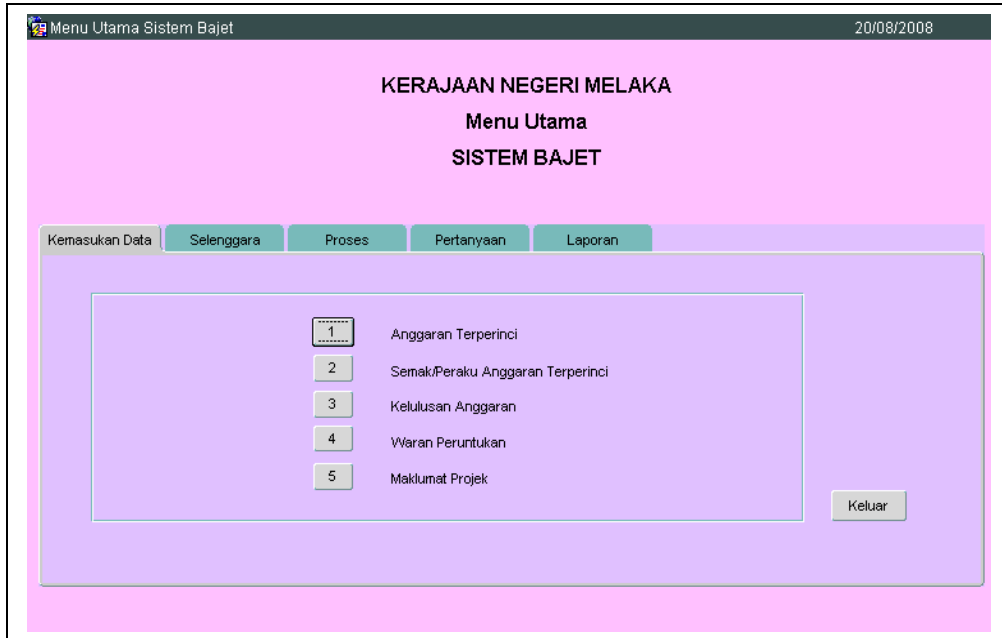 Menu Utama Sistem Bajet 20/08/2008
KERAJAAN NEGERI MELAKA
Menu Utama
SISTEM BAJET
Kemasukan Data Selenggara Proses Pertanyaan Laporan
1 Anggaran Terperinci
2 Semak/Peraku Anggaran Terperinci
3 Kelulusan Anggaran
4 Waran Peruntukan
5 Maklumat Projek
Keluar